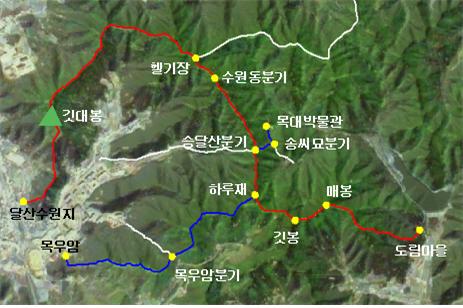 헬기장
수원동분기
깃대봉
목대박물관
승달산분기
송씨묘분기
하루재
매봉
달산수원지
깃봉
목우암
도림마을
목우암분기